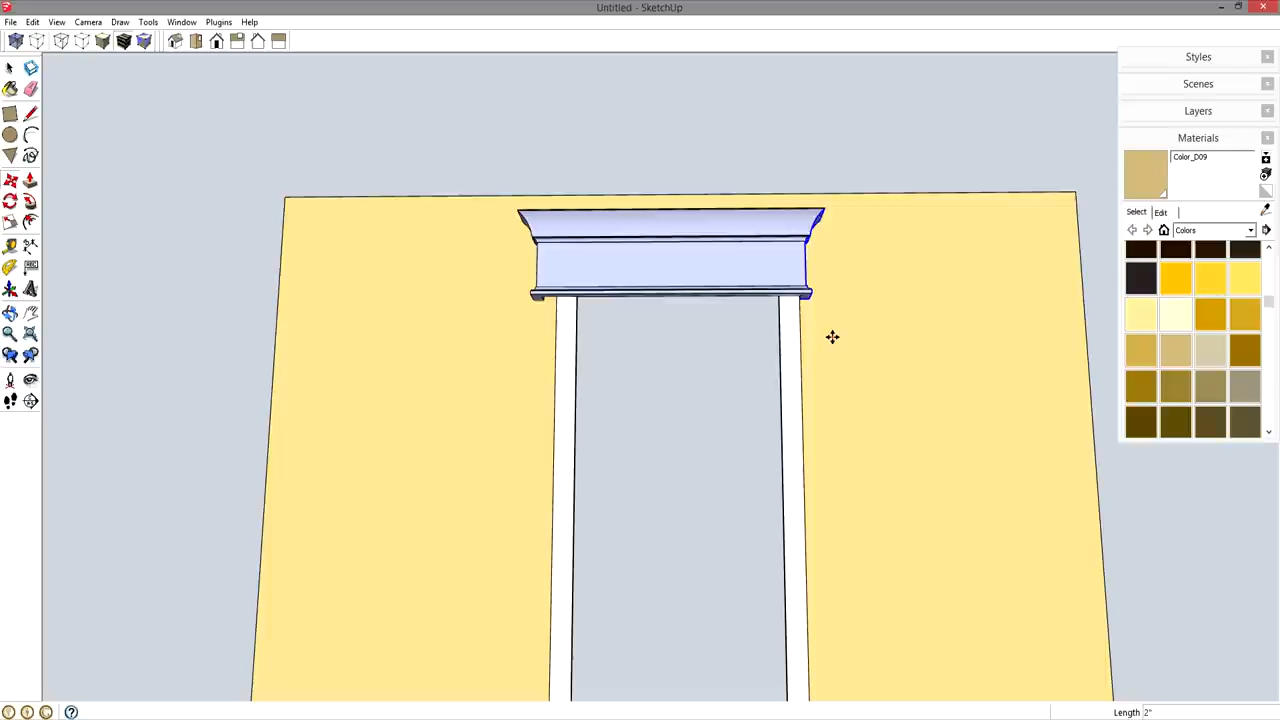 Untitled - SketchUp
File Edit View Camera Draw Tools Window Plugins Help
Styles
Scenes
Layers
Materials
Color_D09
Select Edit
Colors
Length 2"